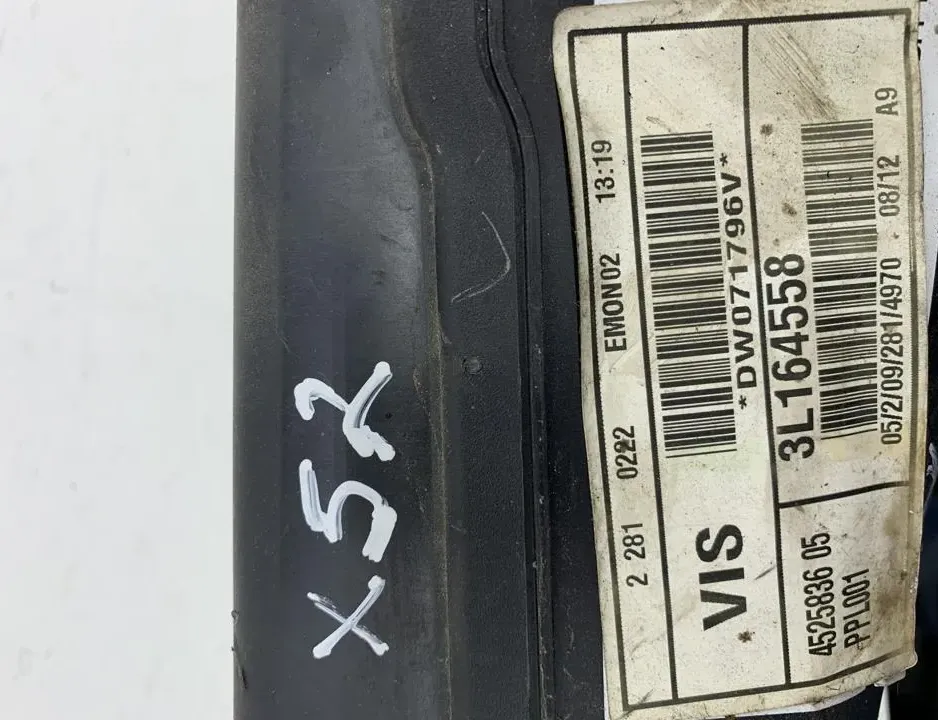 X52
2 281 0222 EMON02 13:19
VIS
*DW071796V*
3L164558
4525836 05
PPL001
05/2/09/281/4970 08/12 A9